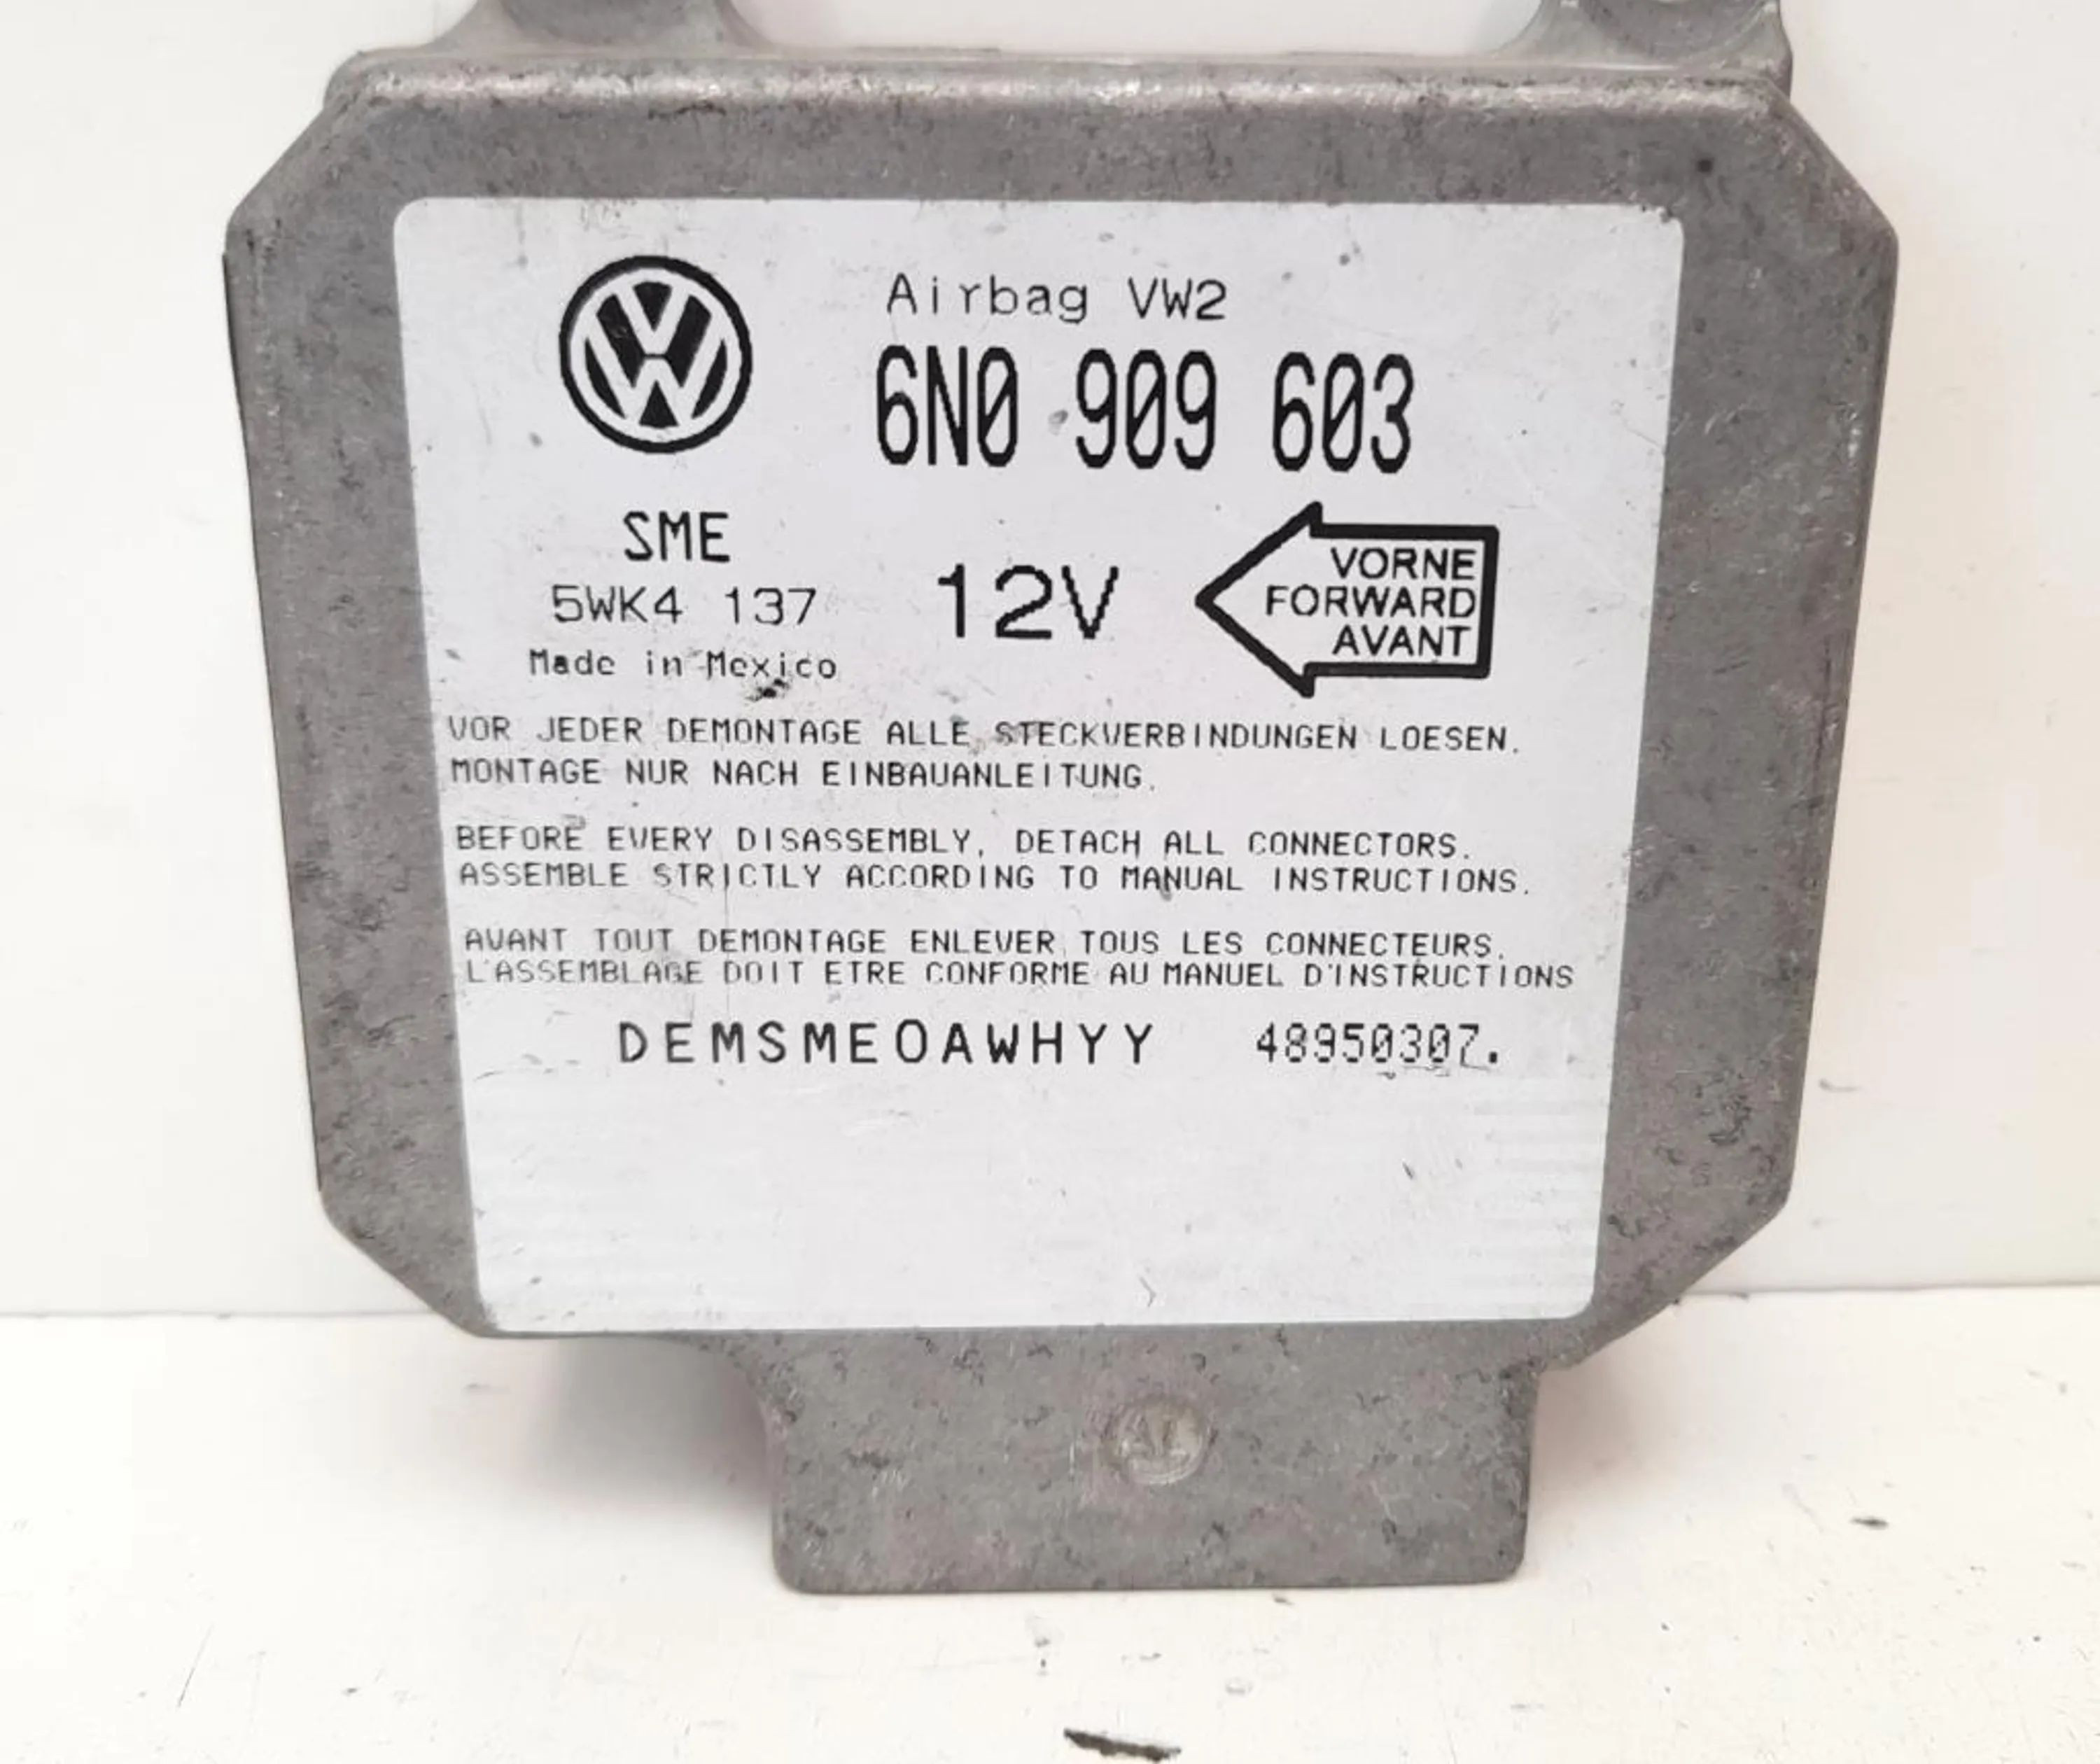 Airbag VW2
6N0 909 603
SME
5WK4 137
Made in Mexico
12V
VORNE
FORWARD
AVANT
VOR JEDER DEMONTAGE ALLE STECKVERBINDUNGEN LOESEN.
MONTAGE NUR NACH EINBAUANLEITUNG.
BEFORE EVERY DISASSEMBLY, DETACH ALL CONNECTORS.
ASSEMBLE STRICTLY ACCORDING TO MANUAL INSTRUCTIONS.
AVANT TOUT DEMONTAGE ENLEVER TOUS LES CONNECTEURS.
L'ASSEMBLAGE DOIT ETRE CONFORME AU MANUEL D'INSTRUCTIONS
DEMSME0AWHYY 48950307.